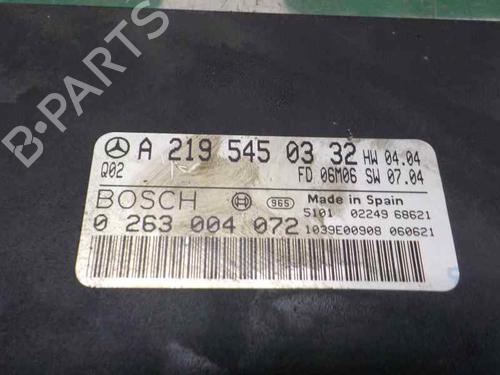 A 219 545 03 32 HW 04.04
Q02 FD 06M06 SW 07.04
BOSCH 965 Made in Spain
5101 02249 68621
0 263 004 072 1039E00908 060621
B-PARTS